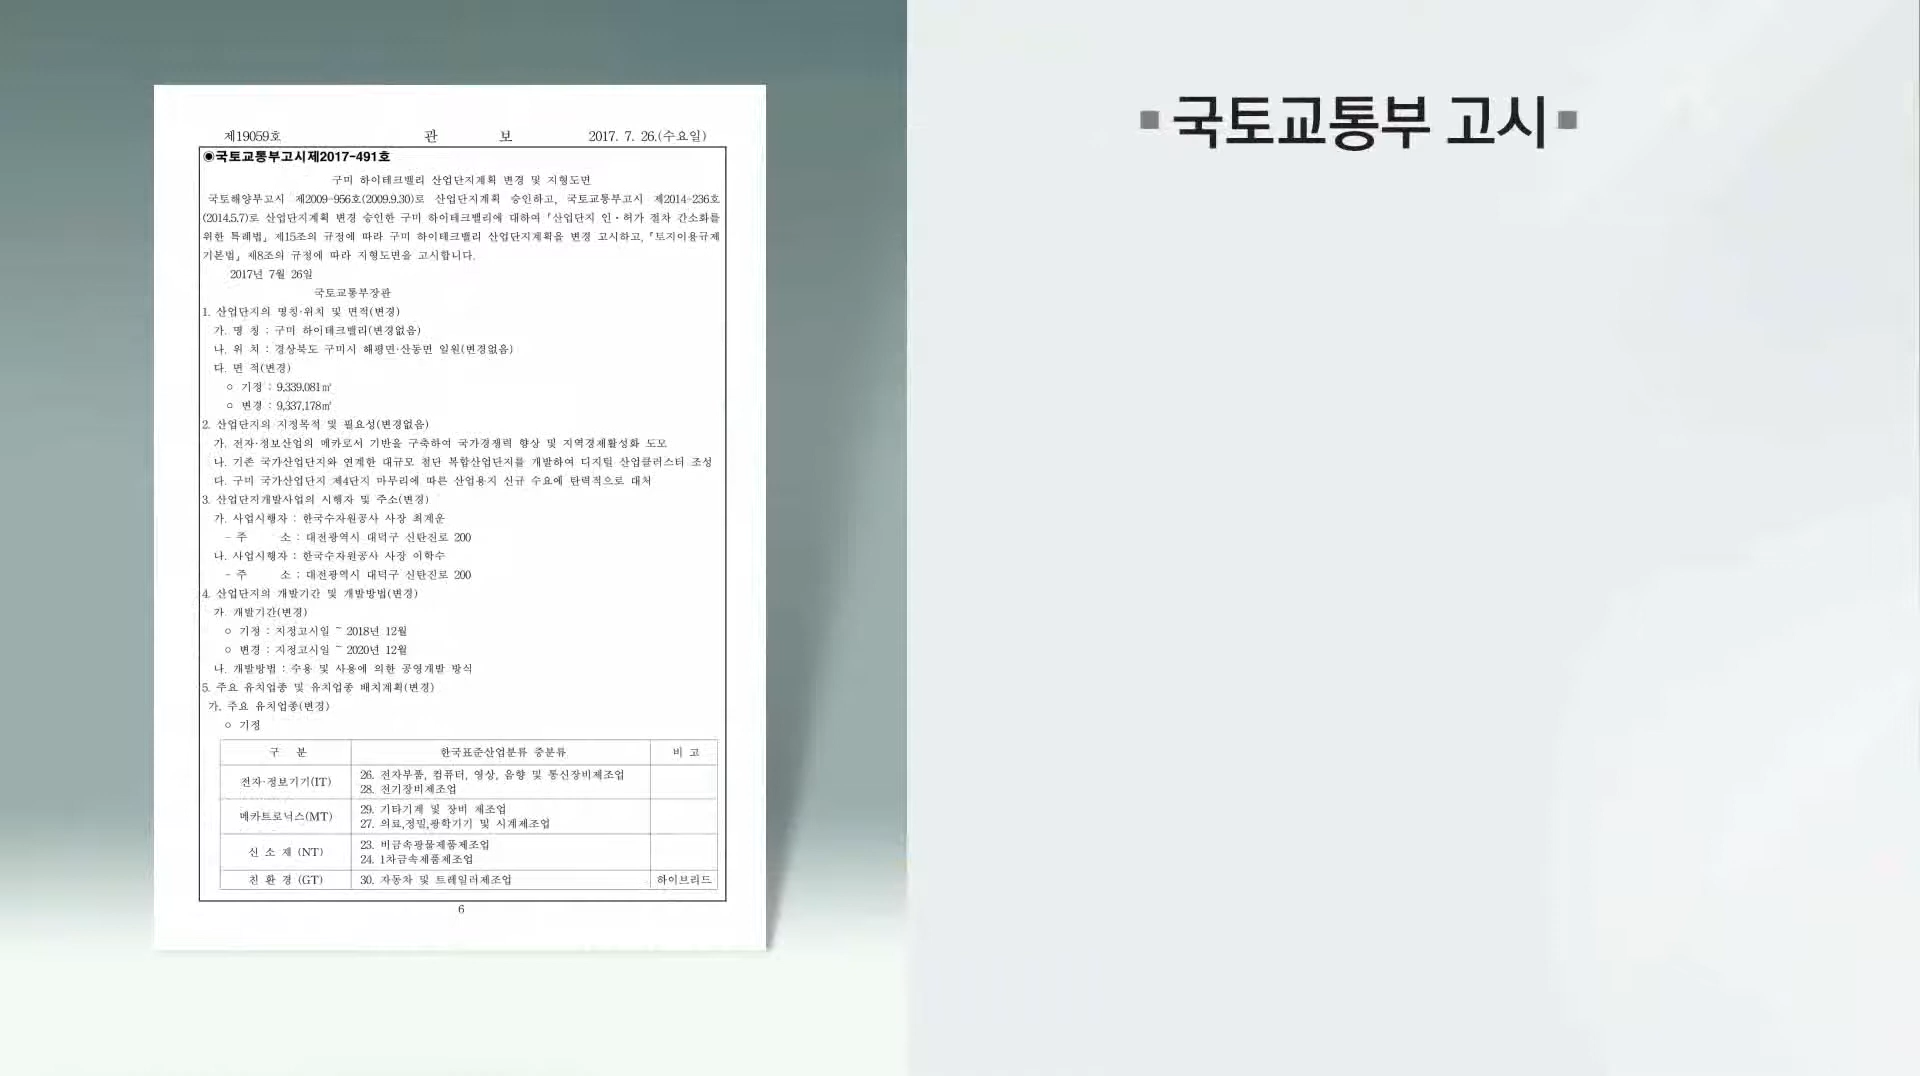 제19059호 관 보 2017. 7. 26.(수요일)
◉국토교통부고시제2017-491호
구미 하이테크밸리 산업단지계획 변경 및 지형도면
국토해양부고시 제2009-956호(2009.9.30)로 산업단지계획 승인하고, 국토교통부고시 제2014-236호
(2014.5.7)로 산업단지계획 변경 승인한 구미 하이테크밸리에 대하여 「산업단지 인·허가 절차 간소화를
위한 특례법」 제15조의 규정에 따라 구미 하이테크밸리 산업단지계획을 변경 고시하고, 「토지이용규제
기본법」 제8조의 규정에 따라 지형도면을 고시합니다.
2017년 7월 26일
국토교통부장관
1. 산업단지의 명칭·위치 및 면적(변경)
가. 명 칭 : 구미 하이테크밸리(변경없음)
나. 위 치 : 경상북도 구미시 해평면·산동면 일원(변경없음)
다. 면 적(변경)
○ 기정 : 9,339,081㎡
○ 변경 : 9,337,178㎡
2. 산업단지의 지정목적 및 필요성(변경없음)
가. 전자·정보산업의 메카로서 기반을 구축하여 국가경쟁력 향상 및 지역경제활성화 도모
나. 기존 국가산업단지와 연계한 대규모 첨단 복합산업단지를 개발하여 디지털 산업클러스터 조성
다. 구미 국가산업단지 제4단지 마무리에 따른 산업용지 신규 수요에 탄력적으로 대처
3. 산업단지개발사업의 시행자 및 주소(변경)
가. 사업시행자 : 한국수자원공사 사장 최계운
- 주 소 : 대전광역시 대덕구 신탄진로 200
나. 사업시행자 : 한국수자원공사 사장 이학수
- 주 소 : 대전광역시 대덕구 신탄진로 200
4. 산업단지의 개발기간 및 개발방법(변경)
가. 개발기간(변경)
○ 기정 : 지정고시일 ~ 2018년 12월
○ 변경 : 지정고시일 ~ 2020년 12월
나. 개발방법 : 수용 및 사용에 의한 공영개발 방식
5. 주요 유치업종 및 유치업종 배치계획(변경)
가. 주요 유치업종(변경)
○ 기정
구 분 한국표준산업분류 중분류 비 고
전자·정보기기(IT) 26. 전자부품, 컴퓨터, 영상, 음향 및 통신장비제조업
28. 전기장비제조업
메카트로닉스(MT) 29. 기타기계 및 장비 제조업
27. 의료,정밀,광학기기 및 시계제조업
신 소 재 (NT) 23. 비금속광물제품제조업
24. 1차금속제품제조업
친 환 경 (GT) 30. 자동차 및 트레일러제조업 하이브리드
6
▪국토교통부 고시▪